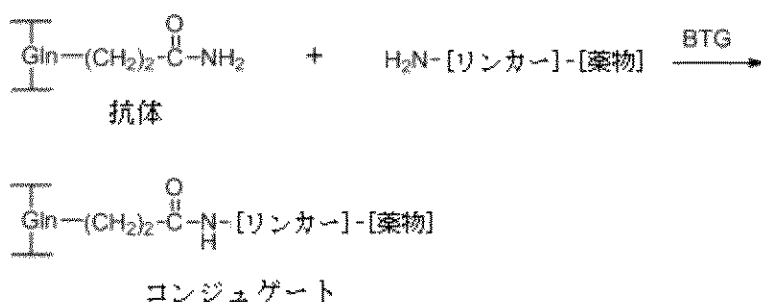 Gln-(CH₂)₂-C-NH₂ + H₂N-[リンカー]-[薬物] BTG
O
抗体
Gln-(CH₂)₂-C-N-[リンカー]-[薬物]
O
H
コンジュゲート